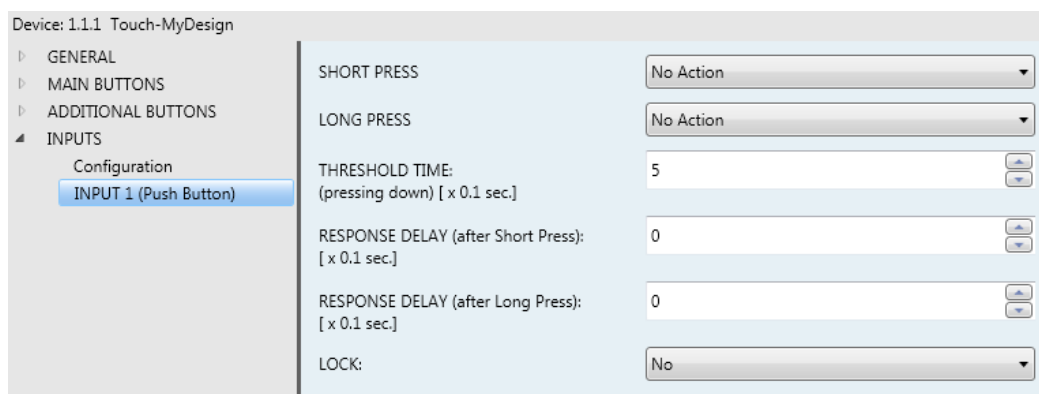 Device: 1.1.1 Touch-MyDesign
GENERAL
MAIN BUTTONS
ADDITIONAL BUTTONS
INPUTS
Configuration
INPUT 1 (Push Button)
SHORT PRESS
No Action
LONG PRESS
No Action
THRESHOLD TIME:
(pressing down) [ x 0.1 sec.]
5
RESPONSE DELAY (after Short Press):
[ x 0.1 sec.]
0
RESPONSE DELAY (after Long Press):
[ x 0.1 sec.]
0
LOCK:
No